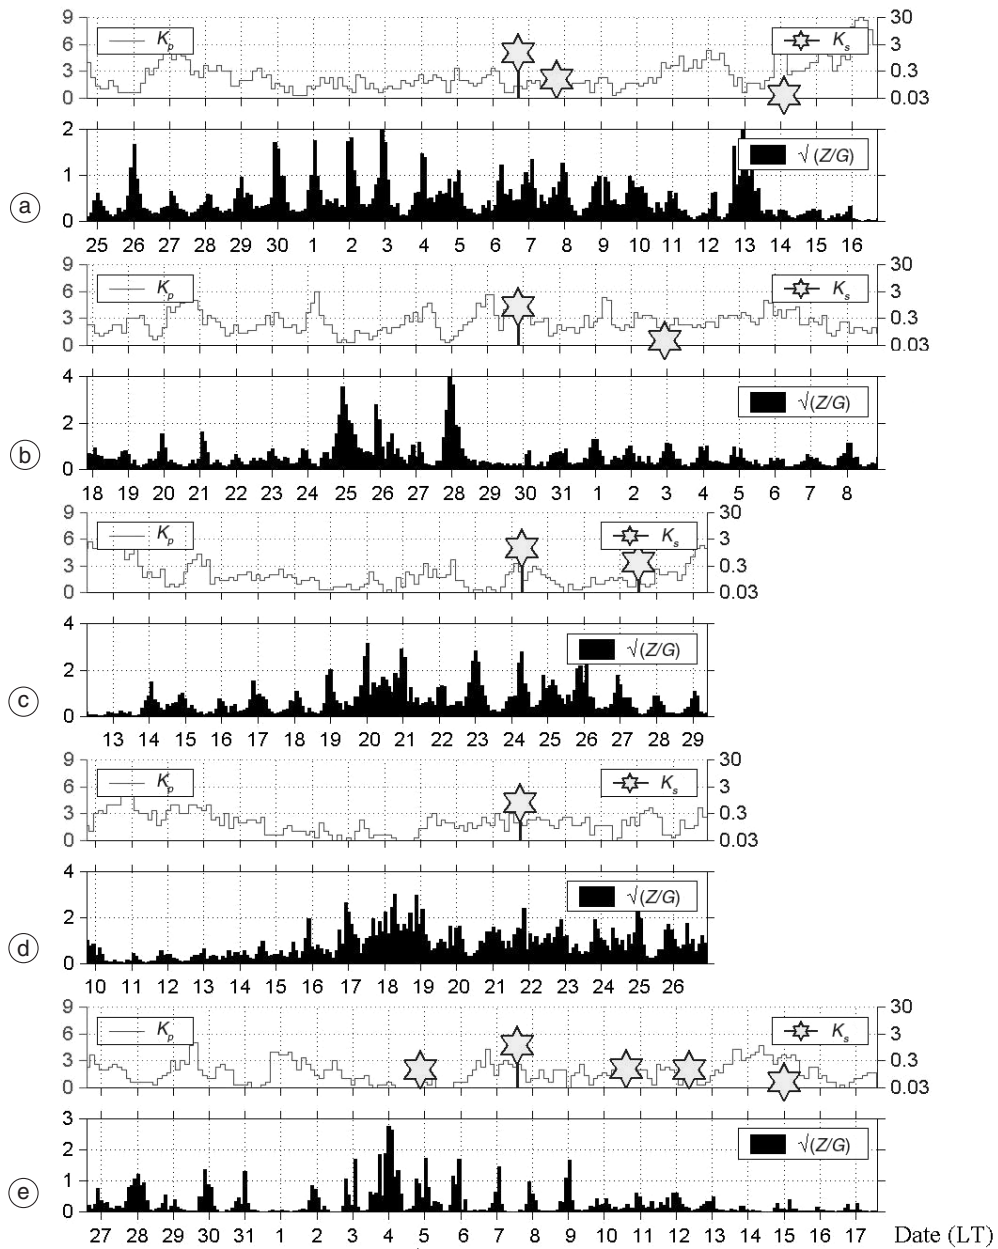 9 6 3 0 Kp Ks 30 3 0.3 0.03
2 1 0 √(Z/G)
a
25 26 27 28 29 30 1 2 3 4 5 6 7 8 9 10 11 12 13 14 15 16
9 6 3 0 Kp Ks 30 3 0.3 0.03
4 2 0 √(Z/G)
b
18 19 20 21 22 23 24 25 26 27 28 29 30 31 1 2 3 4 5 6 7 8
9 6 3 0 Kp Ks 30 3 0.3 0.03
4 2 0 √(Z/G)
c
13 14 15 16 17 18 19 20 21 22 23 24 25 26 27 28 29
9 6 3 0 Kp Ks 30 3 0.3 0.03
4 2 0 √(Z/G)
d
10 11 12 13 14 15 16 17 18 19 20 21 22 23 24 25 26
9 6 3 0 Kp Ks 30 3 0.3 0.03
3 2 1 0 √(Z/G)
e
27 28 29 30 31 1 2 3 4 5 6 7 8 9 10 11 12 13 14 15 16 17 Date (LT)